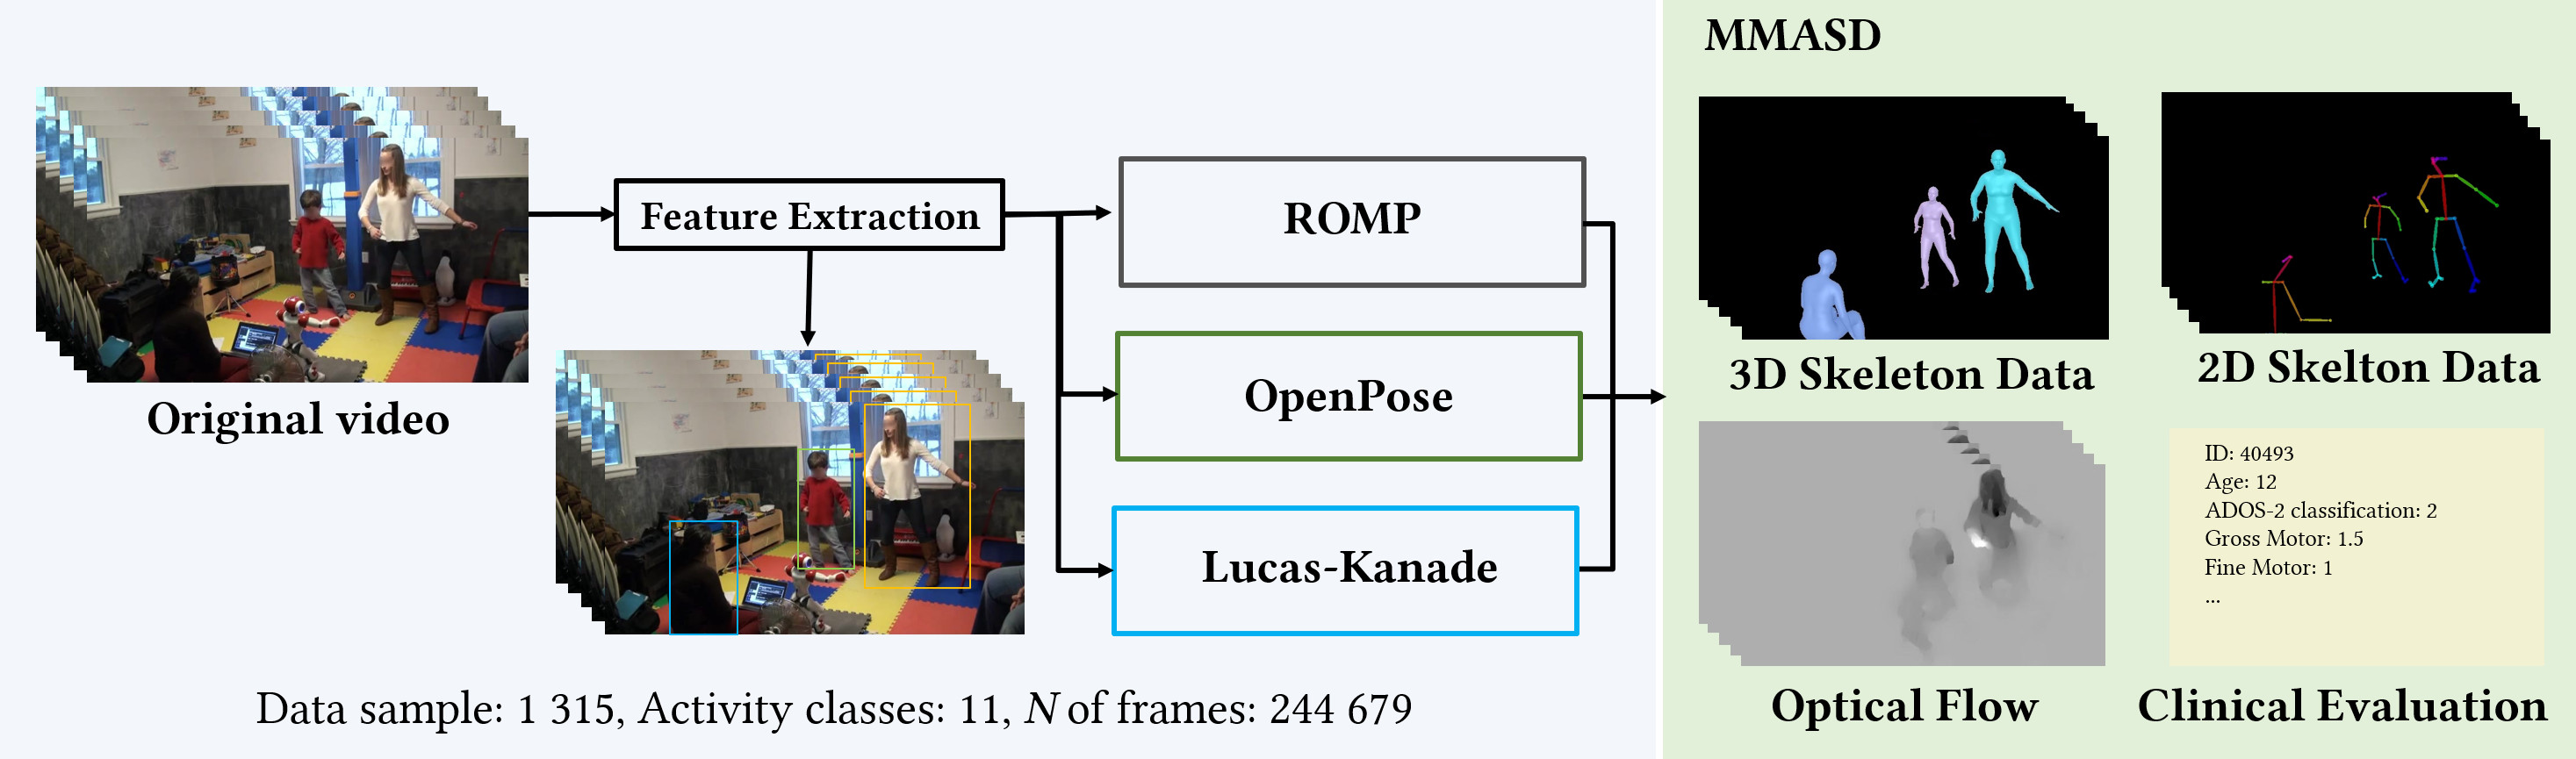 MMASD
Feature Extraction
ROMP
OpenPose
Lucas-Kanade
Original video
3D Skeleton Data
2D Skelton Data
ID: 40493
Age: 12
ADOS-2 classification: 2
Gross Motor: 1.5
Fine Motor: 1
...
Optical Flow
Clinical Evaluation
Data sample: 1 315, Activity classes: 11, N of frames: 244 679